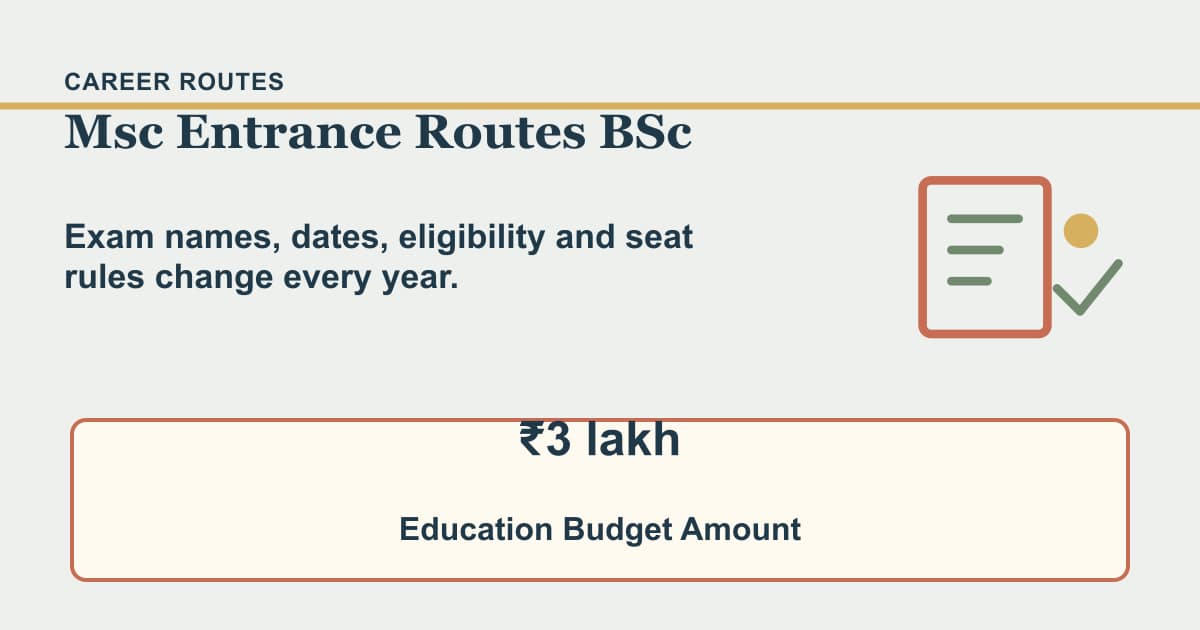 CAREER ROUTES
Msc Entrance Routes BSc
Exam names, dates, eligibility and seat
rules change every year.
₹3 lakh
Education Budget Amount